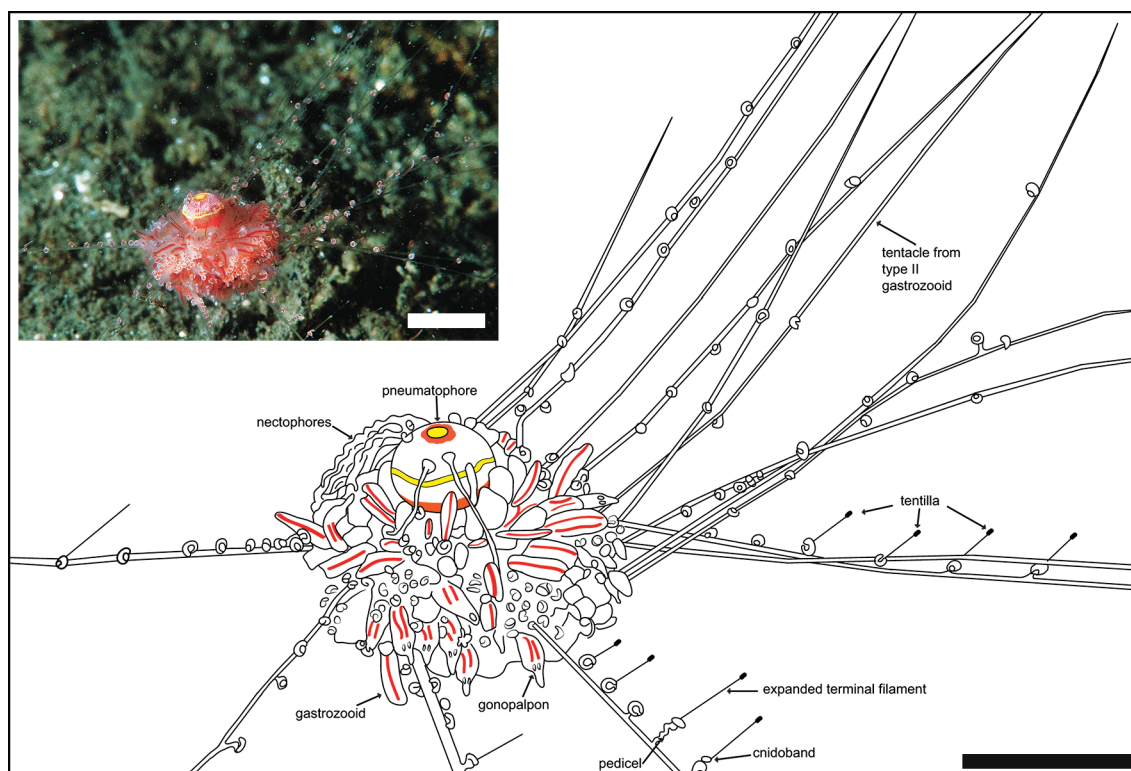 tentacle from
type II
gastrozooid
pneumatophore
nectophores
tentilla
expanded terminal filament
gonopalpon
gastrozooid
cnidoband
pedicel